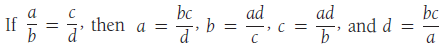 If a/b = c/d, then a = bc/d, b = ad/c, c = ad/b, and d = bc/a